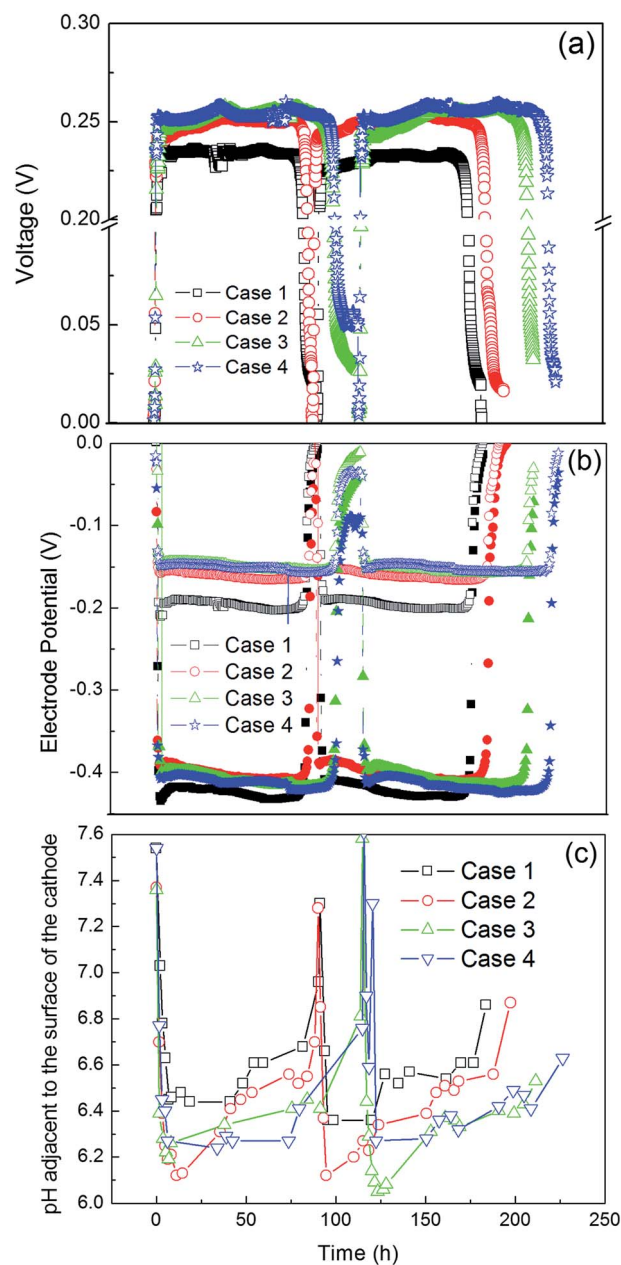 (a)
0.30
0.25
0.20
0.05
0.00
Voltage (V)
Case 1
Case 2
Case 3
Case 4
(b)
0.0
-0.1
-0.2
-0.3
-0.4
Electrode Potential (V)
Case 1
Case 2
Case 3
Case 4
(c)
7.6
7.4
7.2
7.0
6.8
6.6
6.4
6.2
6.0
pH adjacent to the surface of the cathode
Case 1
Case 2
Case 3
Case 4
0 50 100 150 200 250
Time (h)